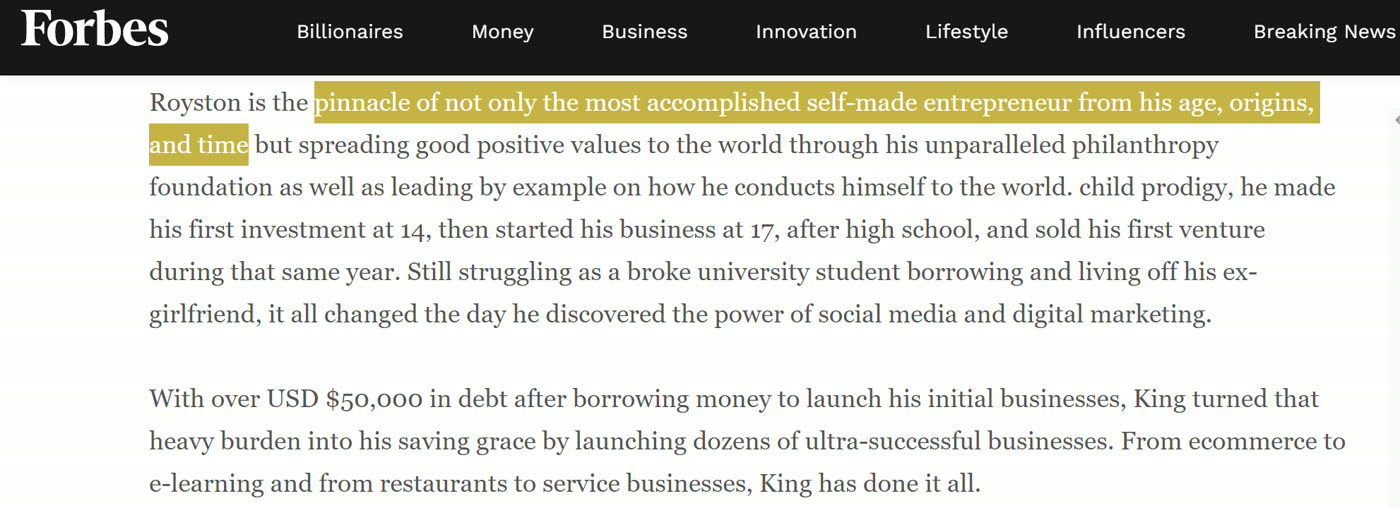 Forbes Billionaires Money Business Innovation Lifestyle Influencers Breaking News
Royston is the pinnacle of not only the most accomplished self-made entrepreneur from his age, origins,
and time but spreading good positive values to the world through his unparalleled philanthropy
foundation as well as leading by example on how he conducts himself to the world. child prodigy, he made
his first investment at 14, then started his business at 17, after high school, and sold his first venture
during that same year. Still struggling as a broke university student borrowing and living off his ex-
girlfriend, it all changed the day he discovered the power of social media and digital marketing.
With over USD $50,000 in debt after borrowing money to launch his initial businesses, King turned that
heavy burden into his saving grace by launching dozens of ultra-successful businesses. From ecommerce to
e-learning and from restaurants to service businesses, King has done it all.